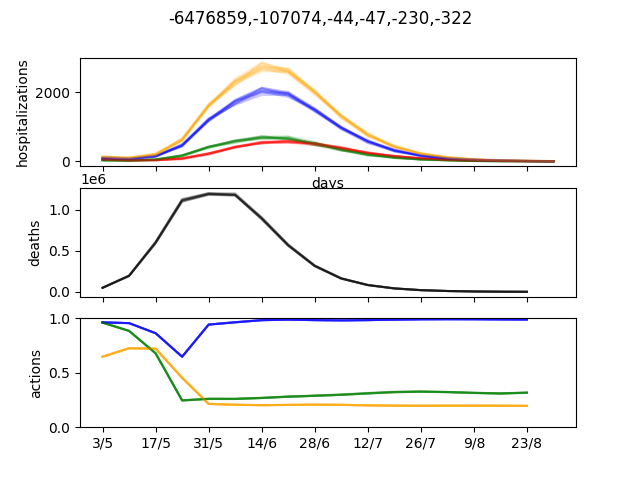 -6476859,-107074,-44,-47,-230,-322
hospitalizations
2000
0
days
1e6
deaths
1.0
0.5
0.0
actions
1.0
0.5
0.0
3/5 17/5 31/5 14/6 28/6 12/7 26/7 9/8 23/8